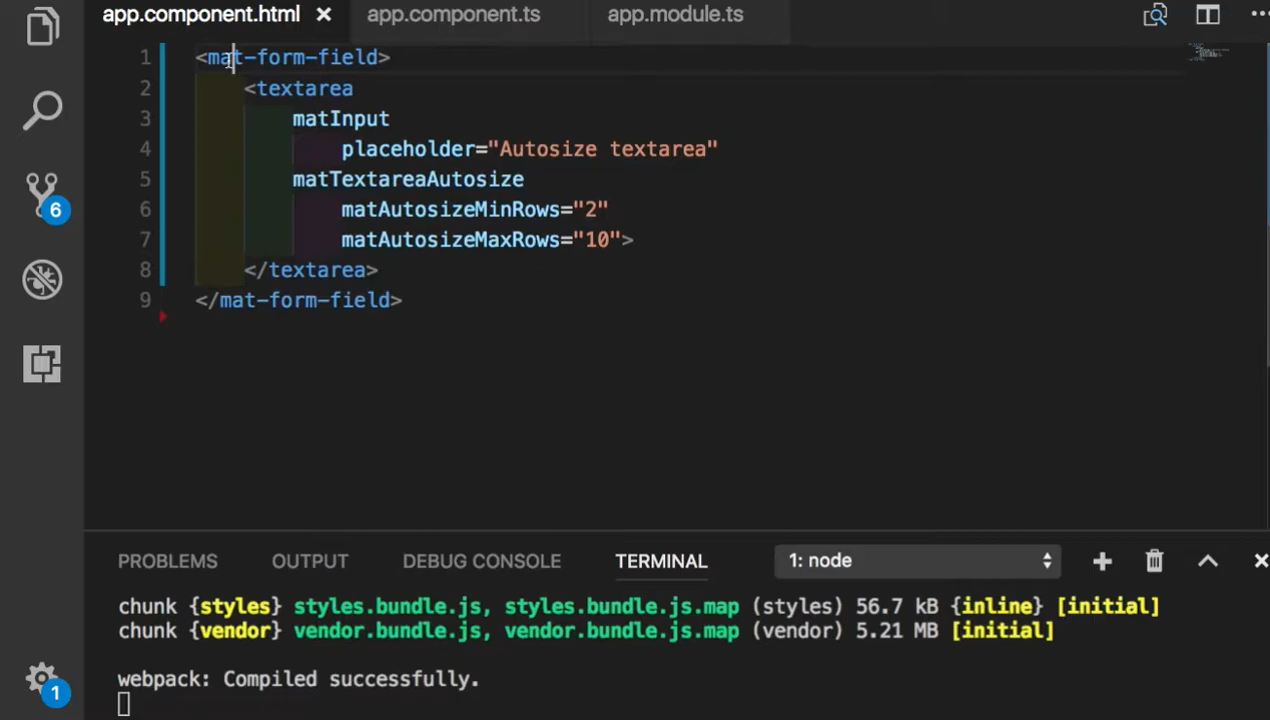 app.component.html × app.component.ts app.module.ts
1 <mat-form-field>
2 <textarea
3 matInput
4 placeholder="Autosize textarea"
5 matTextareaAutosize
6 matAutosizeMinRows="2"
7 matAutosizeMaxRows="10">
8 </textarea>
9 </mat-form-field>
6
1
PROBLEMS OUTPUT DEBUG CONSOLE TERMINAL 1: node
chunk {styles} styles.bundle.js, styles.bundle.js.map (styles) 56.7 kB {inline} [initial]
chunk {vendor} vendor.bundle.js, vendor.bundle.js.map (vendor) 5.21 MB [initial]
webpack: Compiled successfully.